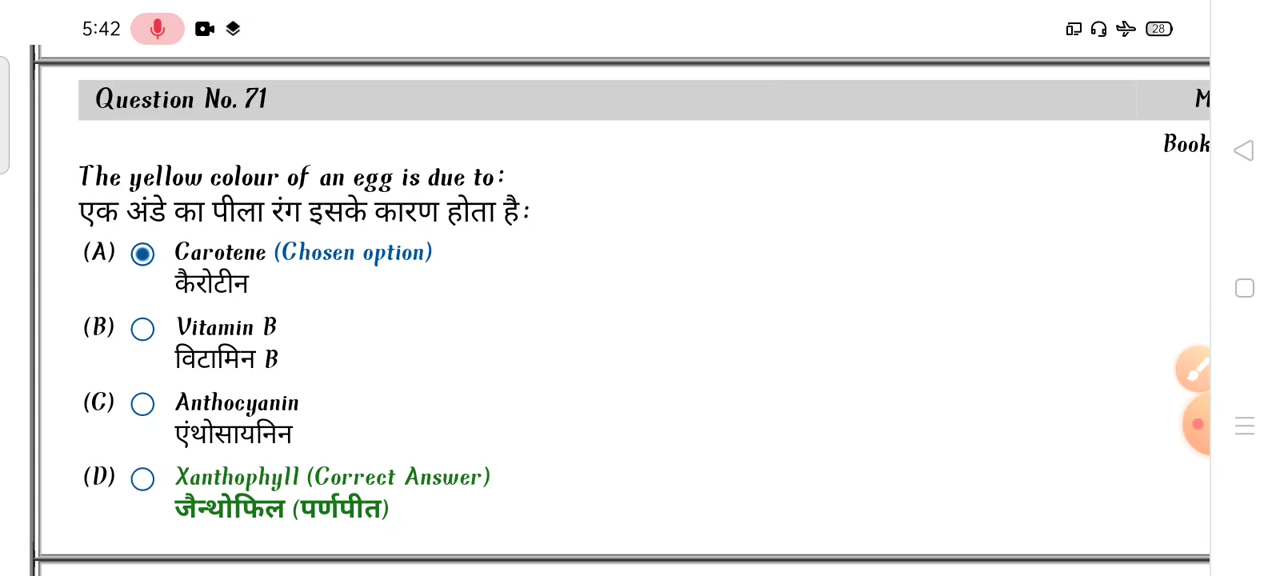 5:42
28
Question No. 71
M
Book
The yellow colour of an egg is due to:
एक अंडे का पीला रंग इसके कारण होता है:
(A) Carotene (Chosen option)
कैरोटीन
(B) Vitamin B
विटामिन B
(C) Anthocyanin
एंथोसायनिन
(D) Xanthophyll (Correct Answer)
जैन्थोफिल (पर्णपीत)